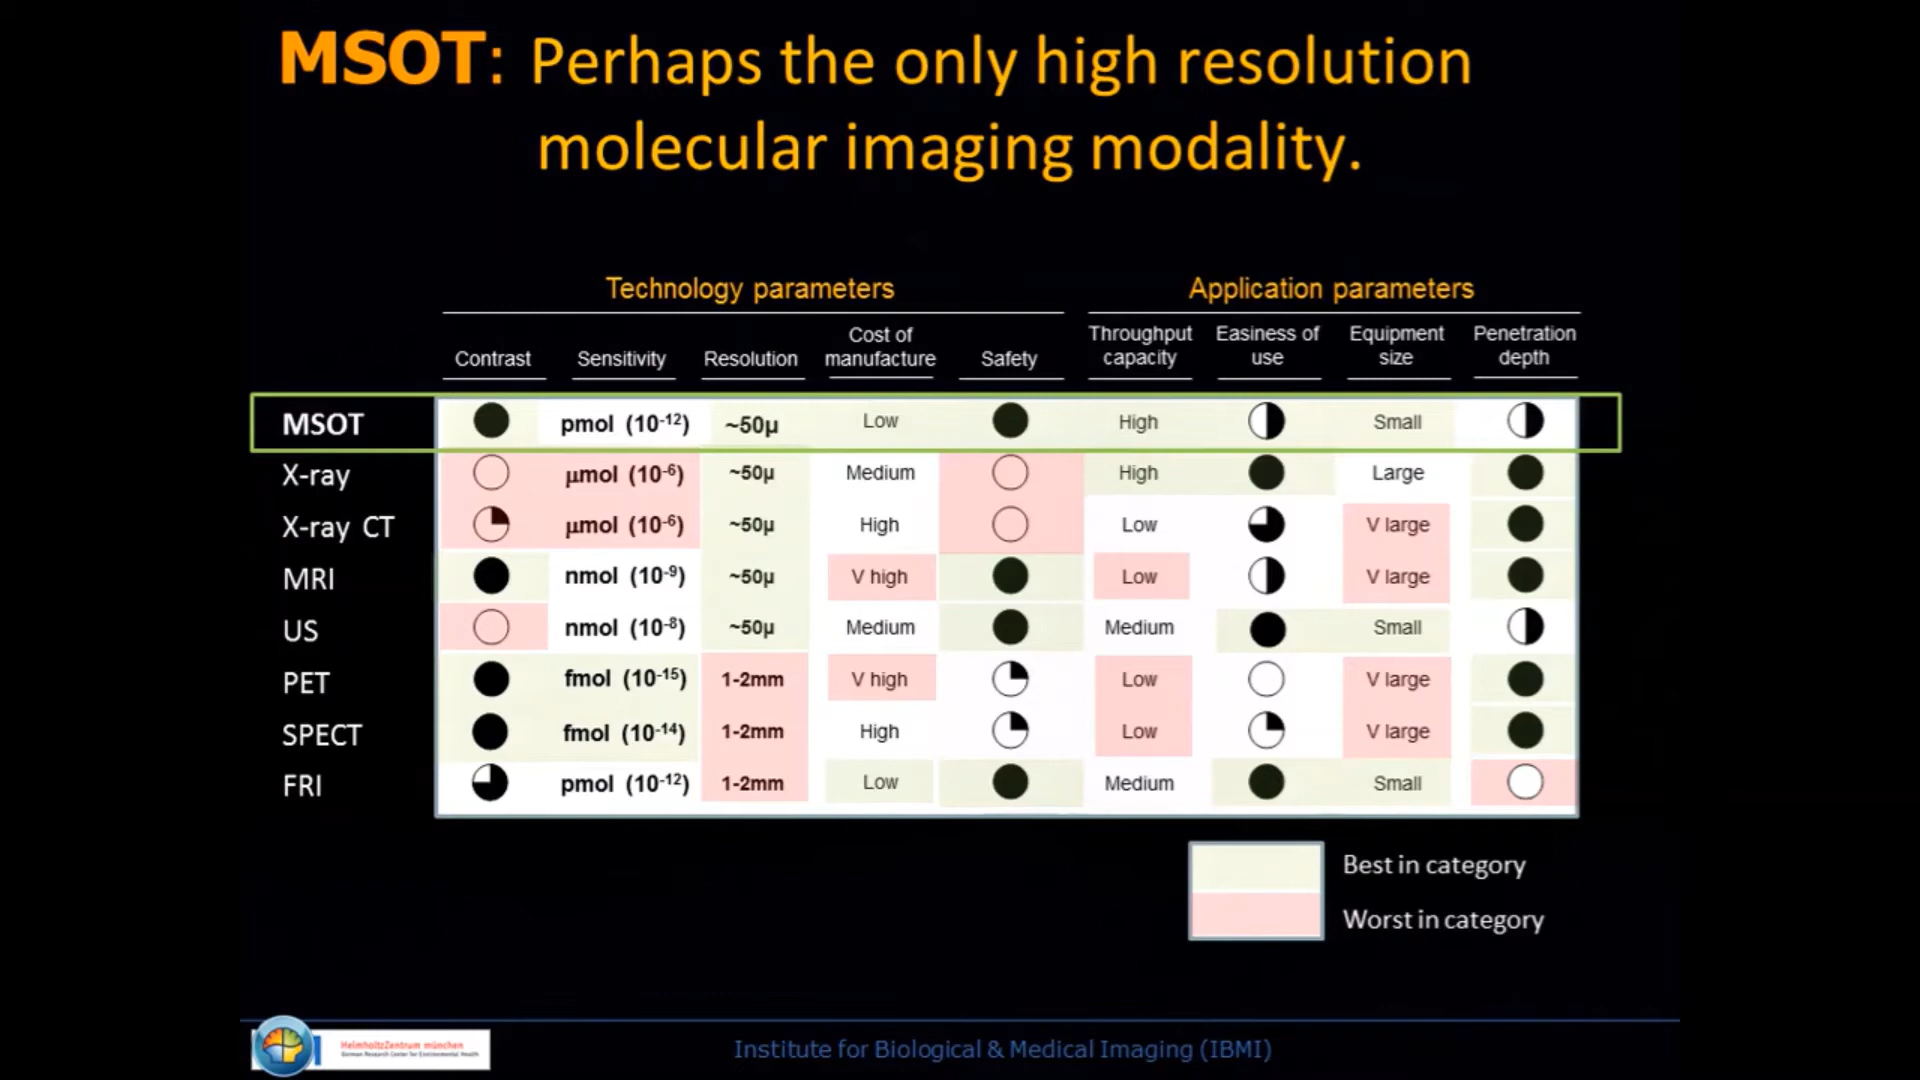 MSOT: Perhaps the only high resolution
molecular imaging modality.
Technology parameters
Application parameters
Contrast Sensitivity Resolution Cost of manufacture Safety Throughput capacity Easiness of use Equipment size Penetration depth
MSOT pmol (10-12) ~50µ Low High Small
X-ray µmol (10-6) ~50µ Medium High Large
X-ray CT µmol (10-6) ~50µ High Low V large
MRI nmol (10-9) ~50µ V high Low V large
US nmol (10-8) ~50µ Medium Medium Small
PET fmol (10-15) 1-2mm V high Low V large
SPECT fmol (10-14) 1-2mm High Low V large
FRI pmol (10-12) 1-2mm Low Medium Small
Best in category
Worst in category
HelmholtzZentrum münchen
German Research Center for Environmental Health
Institute for Biological & Medical Imaging (IBMI)